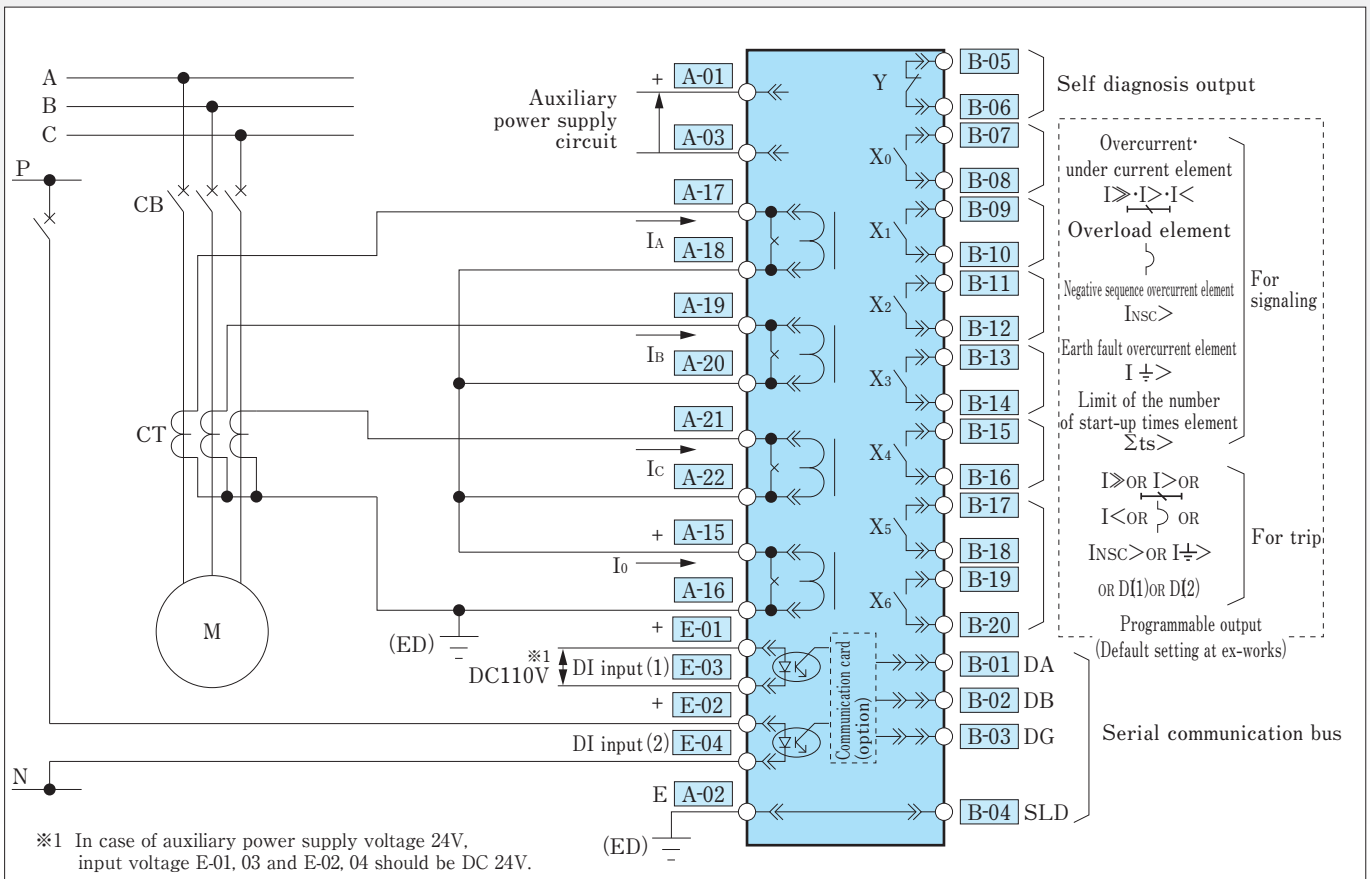 A
B
C
P
CB
CT
M
N
(ED)
Auxiliary
power supply
circuit
+ A-01
A-03
A-17
IA
A-18
A-19
IB
A-20
A-21
IC
A-22
+ A-15
I0
A-16
+ E-01
※1
DC110V
DI input(1) E-03
+ E-02
DI input(2) E-04
E A-02
(ED)
Y
X0
X1
X2
X3
X4
X5
X6
Communication card
(option)
B-05
B-06
B-07
B-08
B-09
B-10
B-11
B-12
B-13
B-14
B-15
B-16
B-17
B-18
B-19
B-20
B-01 DA
B-02 DB
B-03 DG
B-04 SLD
Self diagnosis output
Overcurrent·
under current element
I≫·I>·I<
Overload element
Negative sequence overcurrent element
INSC>
Earth fault overcurrent element
I⏚>
Limit of the number
of start-up times element
Σts>
For
signaling
I≫OR I>OR
I<OR OR
INSC>OR I⏚>
OR DI(1)OR DI(2)
For trip
Programmable output
(Default setting at ex-works)
Serial communication bus
※1 In case of auxiliary power supply voltage 24V,
input voltage E-01, 03 and E-02, 04 should be DC 24V.